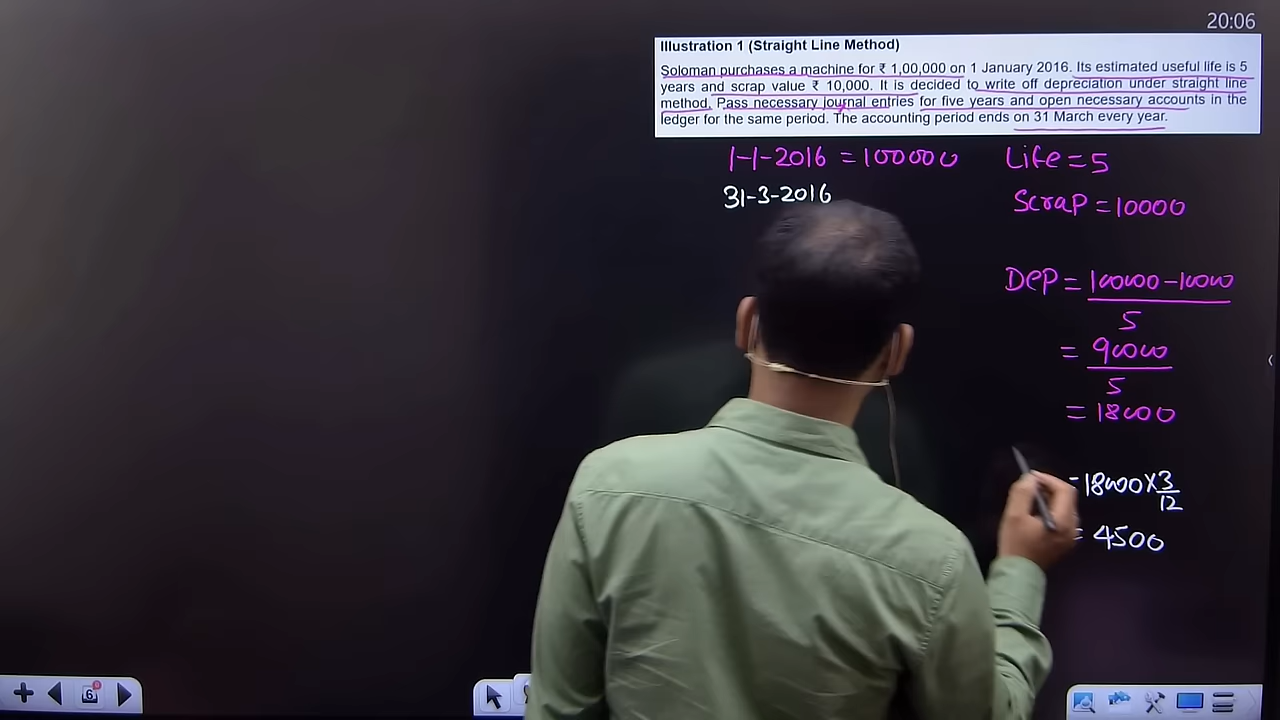 20:06
Illustration 1 (Straight Line Method)
Soloman purchases a machine for ₹ 1,00,000 on 1 January 2016. Its estimated useful life is 5
years and scrap value ₹ 10,000. It is decided to write off depreciation under straight line
method. Pass necessary journal entries for five years and open necessary accounts in the
ledger for the same period. The accounting period ends on 31 March every year.
1-1-2016 = 100000
31-3-2016
Life = 5
Scrap = 10000
Dep = 100000-10000
5
= 90000
5
= 18000
= 18000 × 3
12
= 4500
6